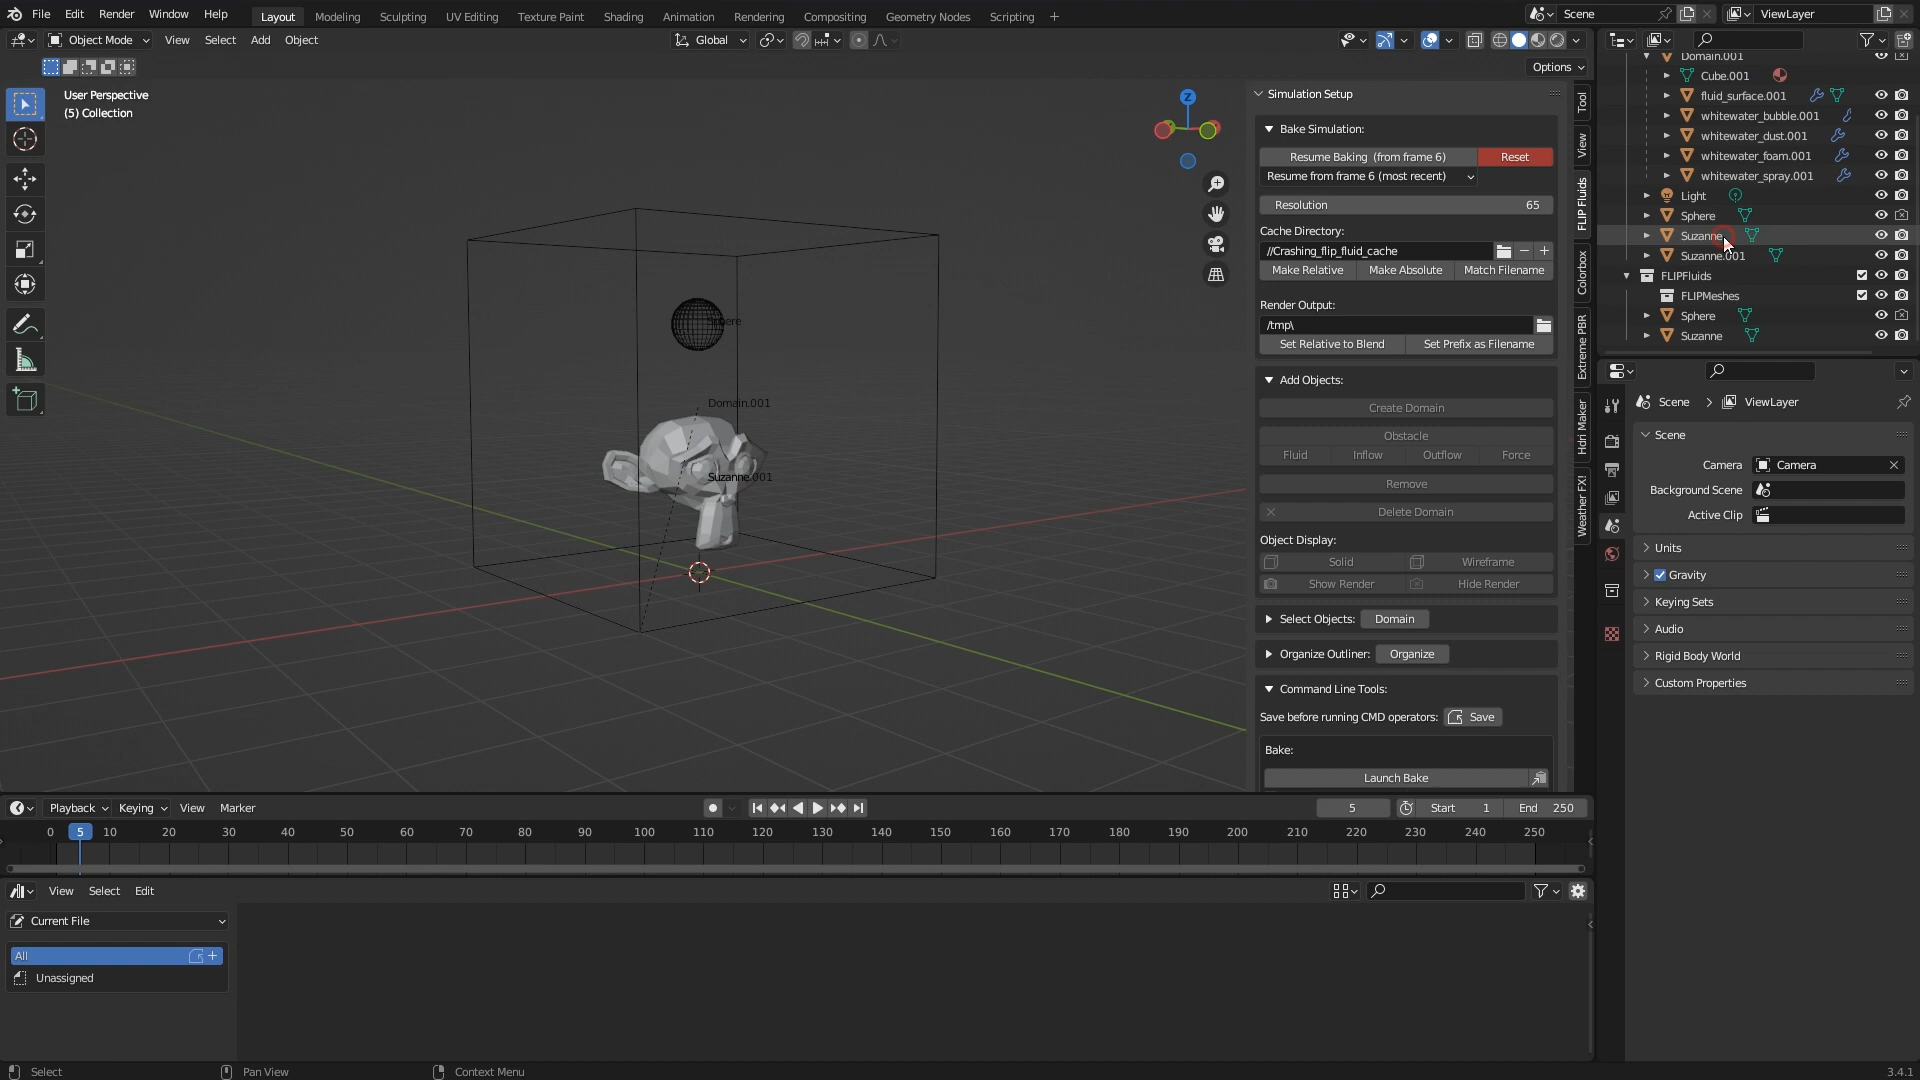 File Edit Render Window Help Layout Modeling Sculpting UV Editing Texture Paint Shading Animation Rendering Compositing Geometry Nodes Scripting + Scene ViewLayer
Object Mode View Select Add Object Global
Options
User Perspective
(5) Collection
Z
Sphere
Domain.001
Suzanne.001
Simulation Setup
Bake Simulation:
Resume Baking (from frame 6) Reset
Resume from frame 6 (most recent)
Resolution 65
Cache Directory:
//Crashing_flip_fluid_cache
Make Relative Make Absolute Match Filename
Render Output:
/tmp\
Set Relative to Blend Set Prefix as Filename
Add Objects:
Create Domain
Obstacle
Fluid Inflow Outflow Force
Remove
Delete Domain
Object Display:
Solid Wireframe
Show Render Hide Render
Select Objects: Domain
Organize Outliner: Organize
Command Line Tools:
Save before running CMD operators: Save
Bake:
Launch Bake
Tool
View
FLIP Fluids
Colorbox
Extreme PBR
Hdri Maker
Weather FX!
Domain.001
Cube.001
fluid_surface.001
whitewater_bubble.001
whitewater_dust.001
whitewater_foam.001
whitewater_spray.001
Light
Sphere
Suzanne
Suzanne.001
FLIPFluids
FLIPMeshes
Sphere
Suzanne
Scene > ViewLayer
Scene
Camera Camera
Background Scene
Active Clip
Units
Gravity
Keying Sets
Audio
Rigid Body World
Custom Properties
Playback Keying View Marker 5 Start 1 End 250
0 5 10 20 30 40 50 60 70 80 90 100 110 120 130 140 150 160 170 180 190 200 210 220 230 240 250
View Select Edit
Current File
All
Unassigned
Select Pan View Context Menu 3.4.1